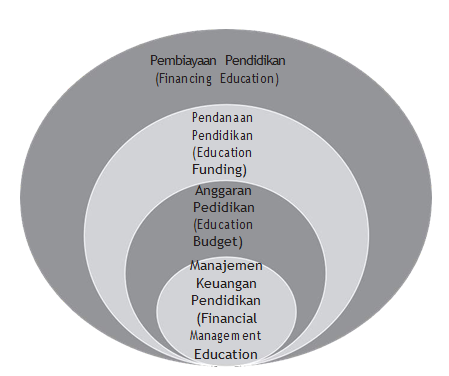 Pembiayaan Pendidikan
(Financing Education)
Pendanaan
Pendidikan
(Education
Funding)
Anggaran
Pedidikan
(Education
Budget)
Manajemen
Keuangan
Pendidikan
(Financial
Management
Education